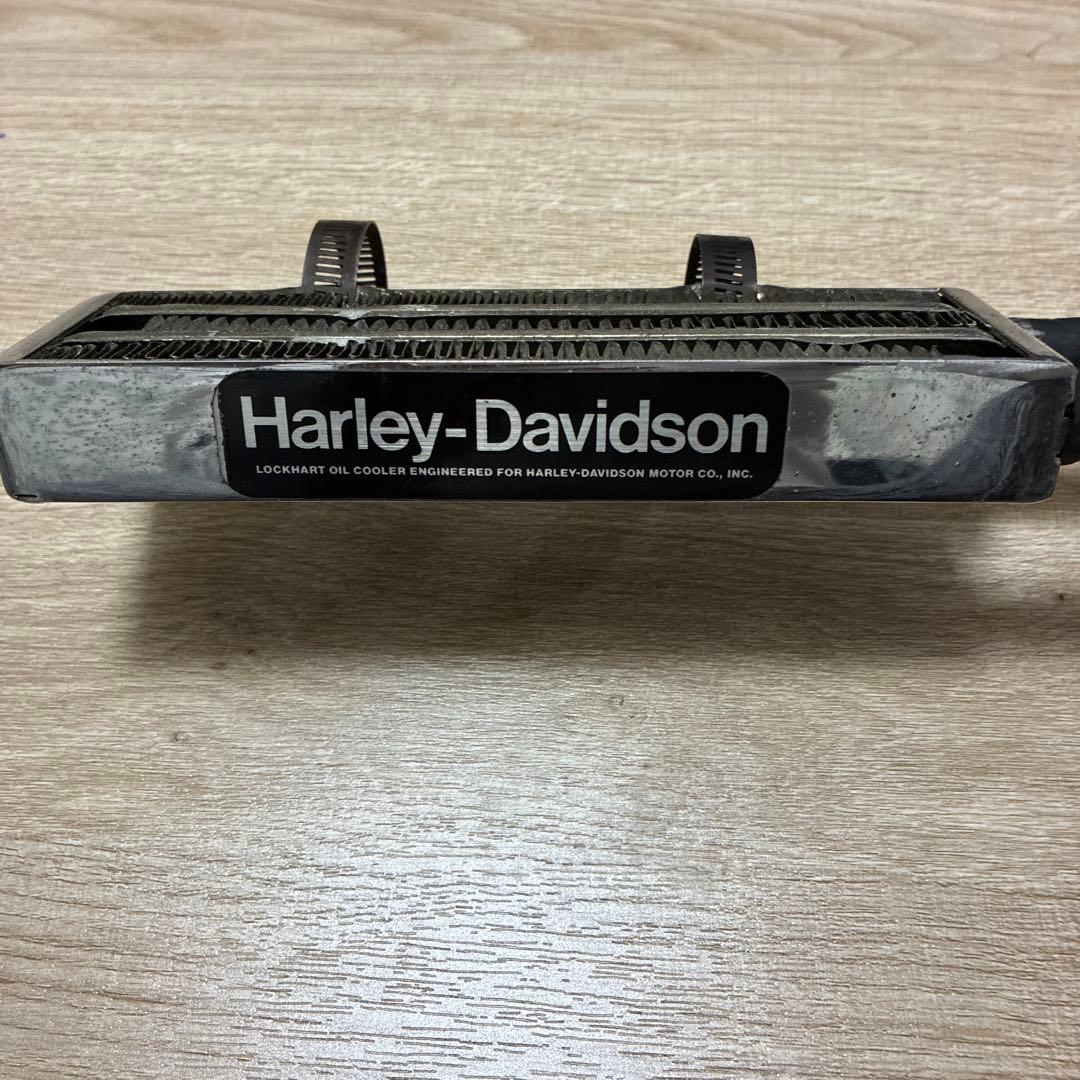 Harley-Davidson
LOCKHART OIL COOLER ENGINEERED FOR HARLEY-DAVIDSON MOTOR CO., INC.